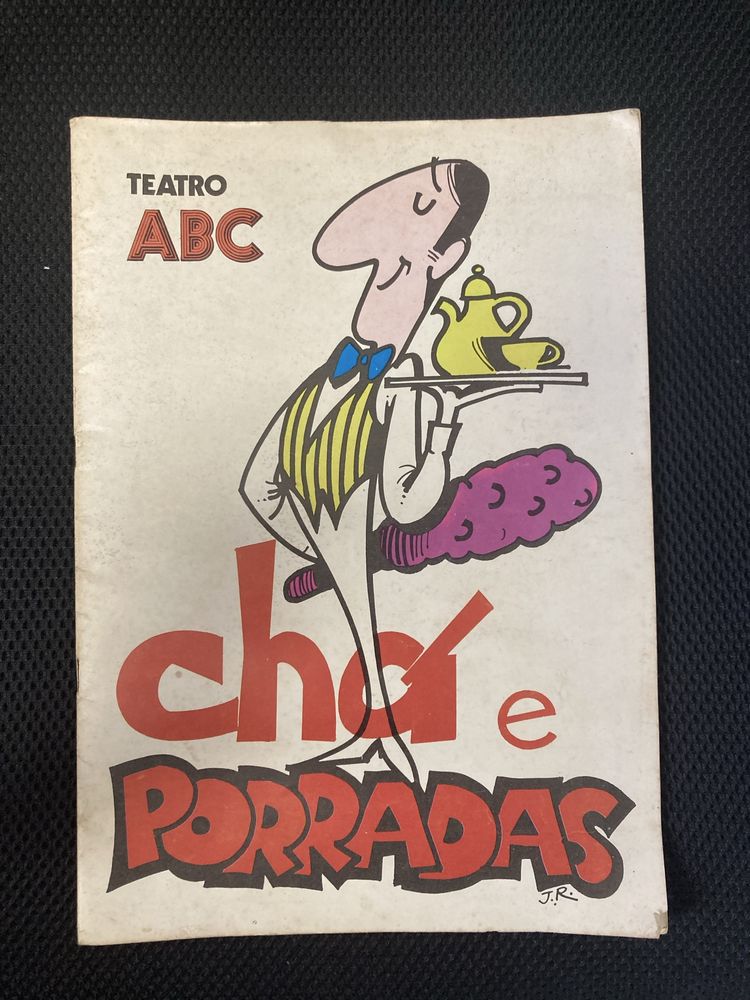 TEATRO
ABC
chá e
PORRADAS
J.R.